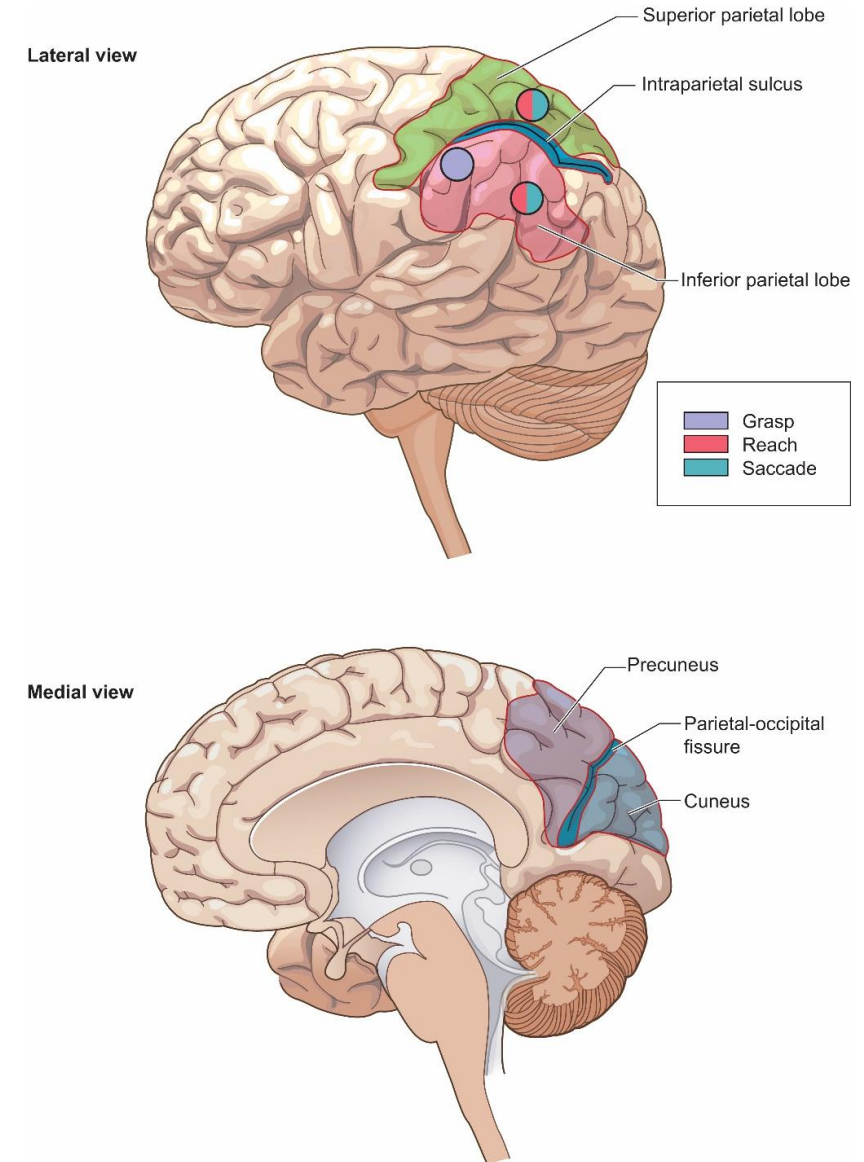 Superior parietal lobe
Lateral view
Intraparietal sulcus
Inferior parietal lobe
Grasp
Reach
Saccade
Precuneus
Medial view
Parietal-occipital
fissure
Cuneus